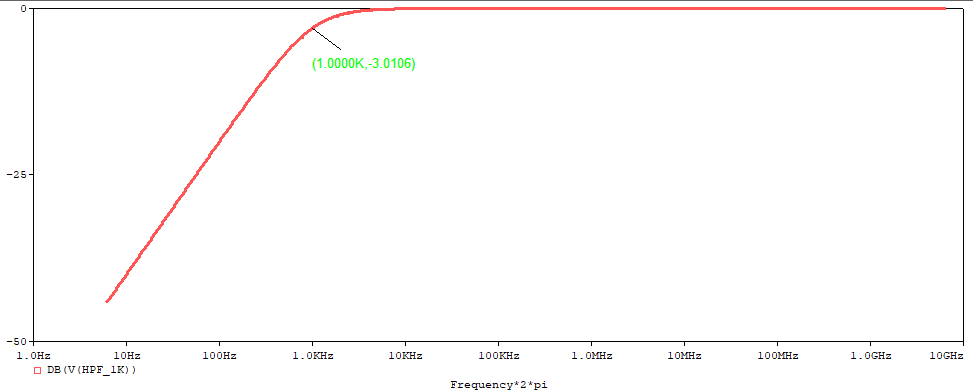 0
(1.0000K,-3.0106)
-25
-50
1.0Hz 10Hz 100Hz 1.0KHz 10KHz 100KHz 1.0MHz 10MHz 100MHz 1.0GHz 10GHz
DB(V(HPF_1K))
Frequency*2*pi